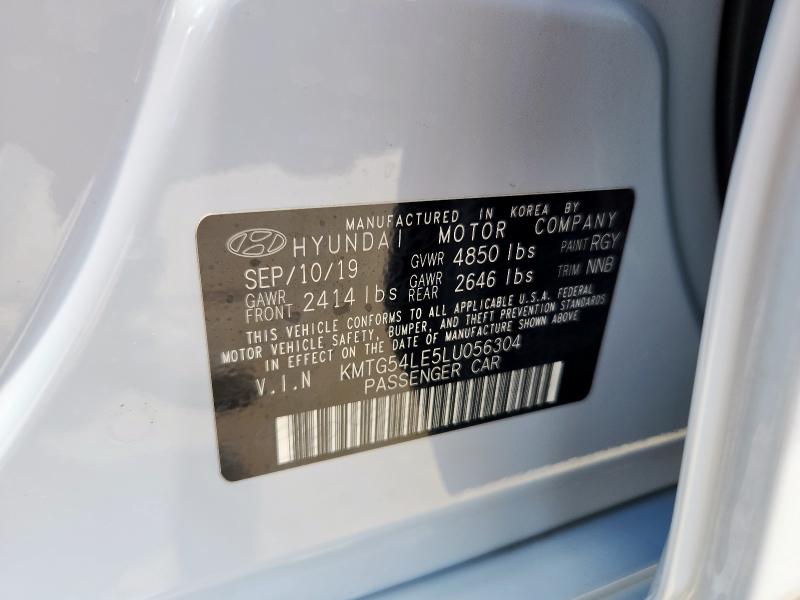 MANUFACTURED IN KOREA BY
HYUNDAI MOTOR COMPANY
SEP/10/19 GVWR 4850 lbs PAINT RGY
GAWR FRONT 2414 lbs GAWR REAR 2646 lbs TRIM NNB
THIS VEHICLE CONFORMS TO ALL APPLICABLE U.S.A. FEDERAL
MOTOR VEHICLE SAFETY, BUMPER, AND THEFT PREVENTION STANDARDS
IN EFFECT ON THE DATE OF MANUFACTURE SHOWN ABOVE
V.I.N KMTG54LE5LU056304
PASSENGER CAR